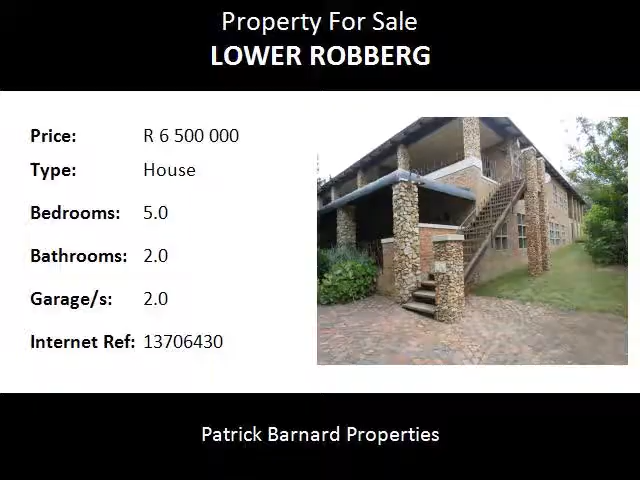 Property For Sale
LOWER ROBBERG
Price: R 6 500 000
Type: House
Bedrooms: 5.0
Bathrooms: 2.0
Garage/s: 2.0
Internet Ref: 13706430
Patrick Barnard Properties